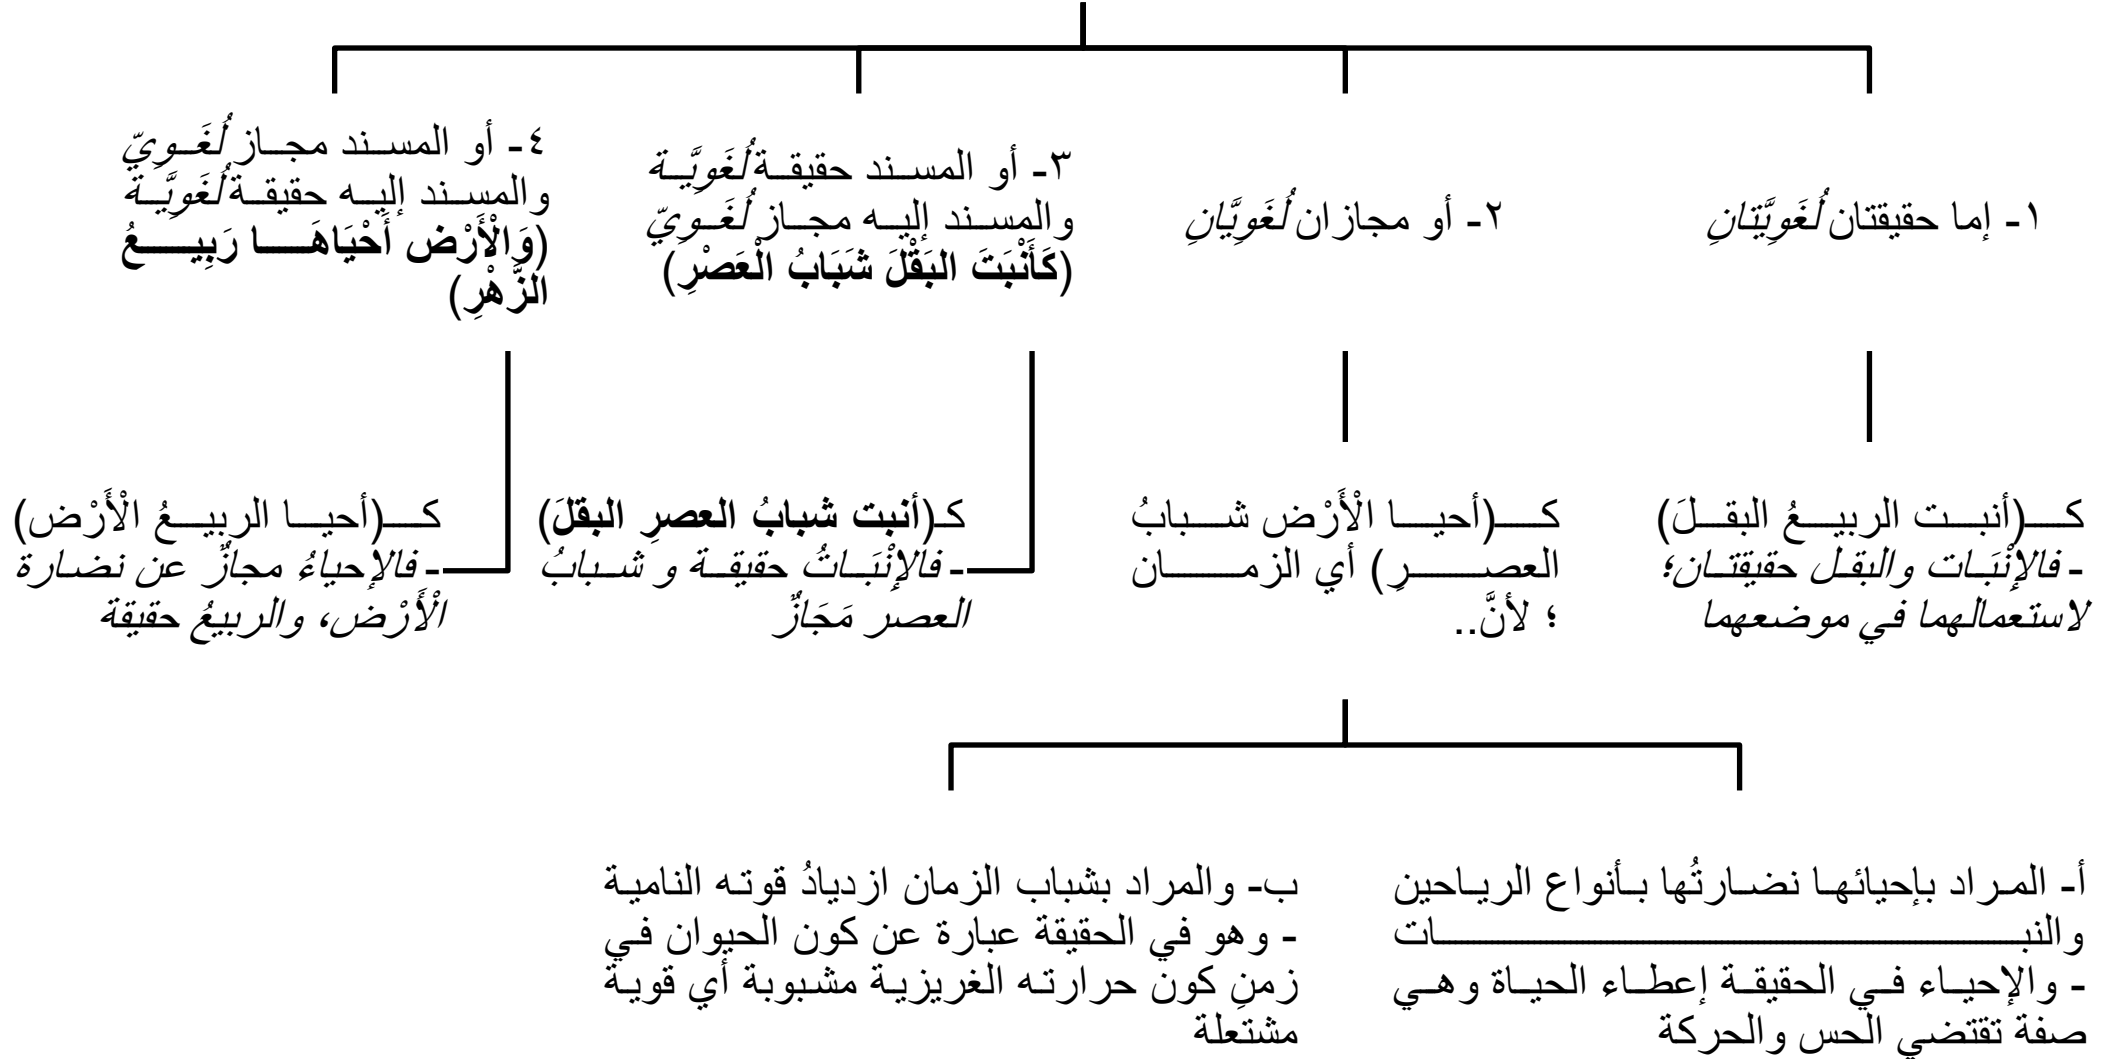 ١- إما حقيقتان لُغَوِيَّتانِ
٢- أو مجازان لُغَوِيَّانِ
٣- أو المسند حقيقة لُغَوِيَّة
والمسند إليه مجاز لُغَوِيّ
(كَأَنْبَتَ البَقْلَ شَبَابُ الْعَصْرِ)
٤- أو المسند مجاز لُغَوِيّ
والمسند إليه حقيقة لُغَوِيَّة
(وَالْأَرْض أَحْيَاهَا رَبِيعُ
الزَّهْرِ)
كـ(أنبت الربيعُ البقلَ)
- فالإنْبَات والبقل حقيقتان؛
لاستعمالهما في موضعهما
كـ(أحيا الْأَرْض شبابُ
العصرِ) أي الزمان
؛ لأنَّ..
كـ(أنبت شبابُ العصرِ البقلَ)
- فالإنْبَاتُ حقيقة و شبابُ
العصر مَجَازٌ
كـ(أحيا الربيعُ الْأَرْض)
- فالإحياءُ مجازٌ عن نضارة
الْأَرْض، والربيعُ حقيقة
أ- المراد بإحيائها نضارتُها بأنواع الرياحين
والنبات
- والإحياء في الحقيقة إعطاء الحياة وهي
صفة تقتضي الحس والحركة
ب- والمراد بشباب الزمان ازديادُ قوته النامية
- وهو في الحقيقة عبارة عن كون الحيوان في
زمنِ كون حرارته الغريزية مشبوبة أي قوية
مشتعلة